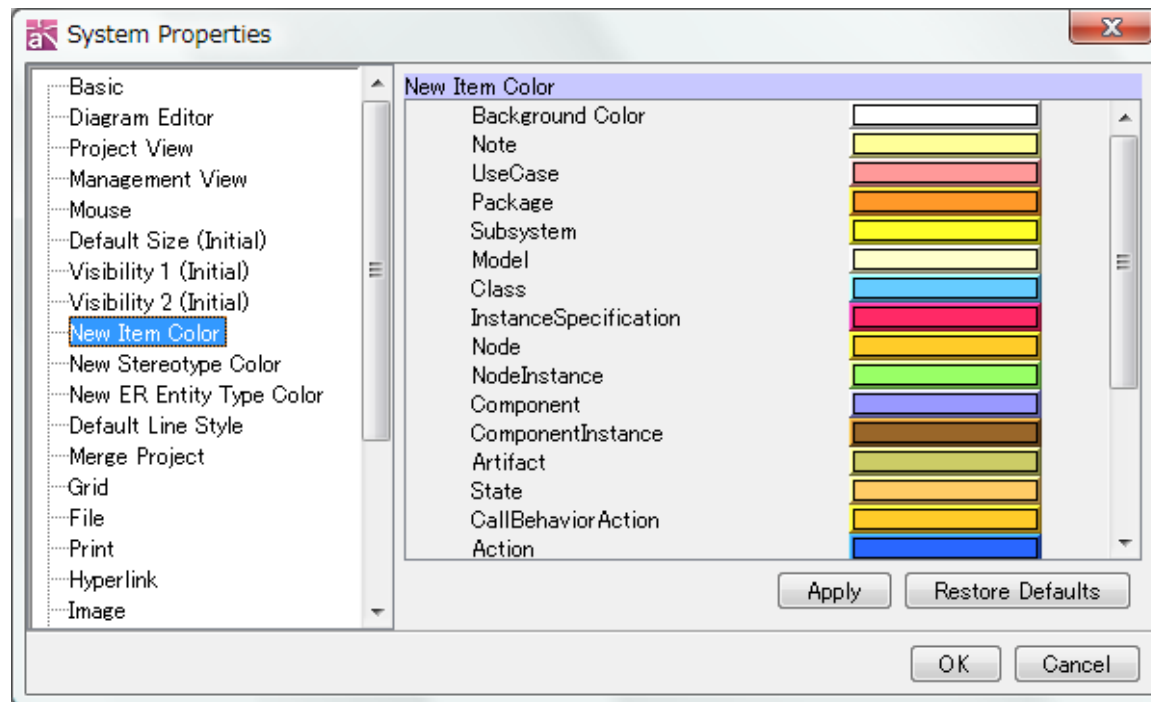 System Properties
Basic
Diagram Editor
Project View
Management View
Mouse
Default Size (Initial)
Visibility 1 (Initial)
Visibility 2 (Initial)
New Item Color
New Stereotype Color
New ER Entity Type Color
Default Line Style
Merge Project
Grid
File
Print
Hyperlink
Image
New Item Color
Background Color
Note
UseCase
Package
Subsystem
Model
Class
InstanceSpecification
Node
NodeInstance
Component
ComponentInstance
Artifact
State
CallBehaviorAction
Action
Apply
Restore Defaults
OK
Cancel